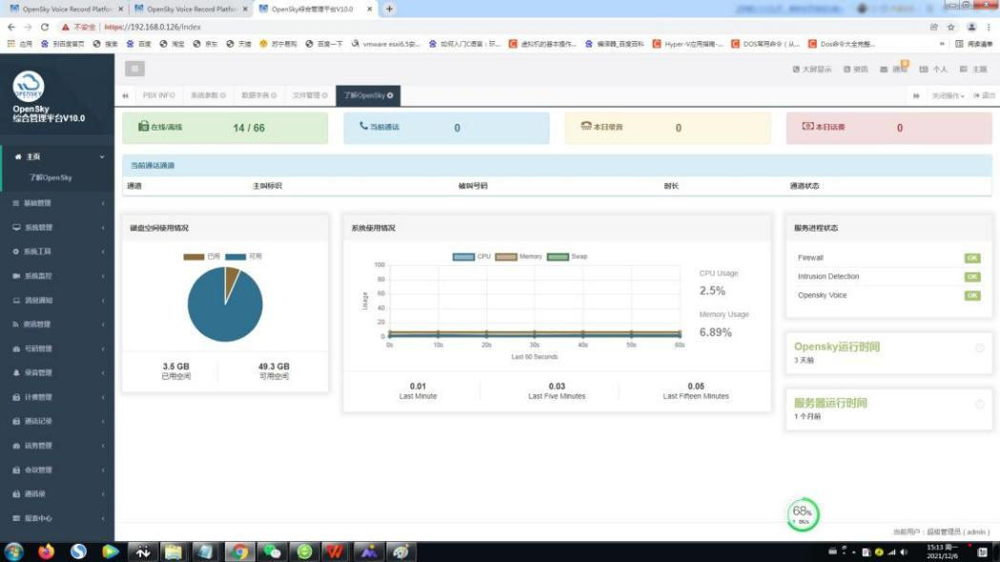 OpenSky Voice Record Platfor
OpenSky Voice Record Platfor
OpenSky综合管理平台V10.0
不安全 https://192.168.0.126/index
应用 到百度首页 搜索 百度 淘宝 京东 天猫 苏宁易购 百度一下 vmware esxi6.5安... 如何入门C语言：环... 虚拟机的基本操作... 编译器_百度百科 Hyper-V应用指南-... DOS常用命令 ( 从... Dos命令大全完整... » 阅读清单
OPENSKY
OpenSky
综合管理平台V10.0
大屏显示 资讯 通知 个人 主题
PBX INFO 系统参数 数据字典 文件管理 了解OpenSky 关闭操作 退出
主页
了解OpenSky
基础管理
系统管理
系统工具
系统监控
消息通知
资讯管理
号码管理
录音管理
计费管理
通话记录
话务管理
会议管理
通讯录
报表中心
在线/离线 14 / 66
当前通话 0
本日录音 0
本日话费 0
当前通话通道
通道 主叫标识 被叫号码 时长 通道状态
磁盘空间使用情况
已用 可用
3.5 GB 49.3 GB
已用空间 可用空间
系统使用情况
CPU Memory Swap
100
80
60
40
20
0
Usage
0s 10s 20s 30s 40s 50s 60s
Last 60 Seconds
CPU Usage
2.5%
Memory Usage
6.89%
0.01 0.03 0.05
Last Minute Last Five Minutes Last Fifteen Minutes
服务进程状态
Firewall OK
Intrusion Detection OK
Opensky Voice OK
Opensky运行时间
3 天前
服务器运行时间
1 个月前
68%
当前用户：超级管理员 ( admin )
15:13 周一
2021/12/6